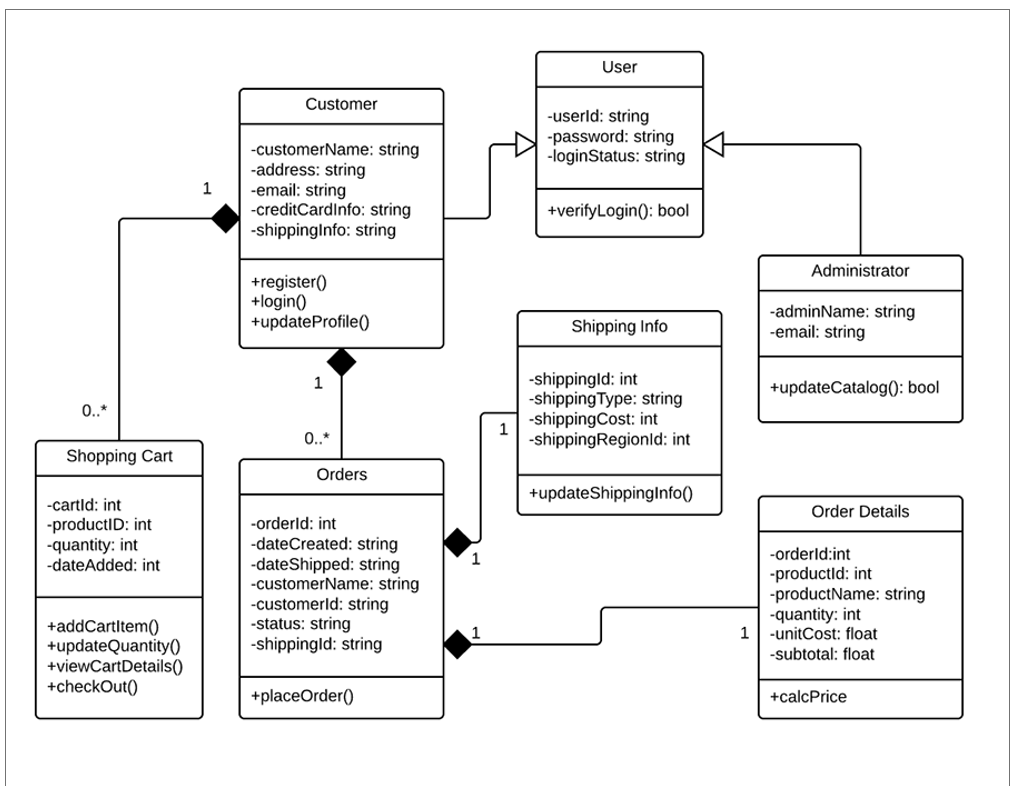 User
-userId: string
-password: string
-loginStatus: string
+verifyLogin(): bool
Customer
-customerName: string
-address: string
-email: string
-creditCardInfo: string
-shippingInfo: string
+register()
+login()
+updateProfile()
1
0..*
1
0..*
Administrator
-adminName: string
-email: string
+updateCatalog(): bool
Shipping Info
-shippingId: int
-shippingType: string
-shippingCost: int
-shippingRegionId: int
+updateShippingInfo()
1
1
Shopping Cart
-cartId: int
-productID: int
-quantity: int
-dateAdded: int
+addCartItem()
+updateQuantity()
+viewCartDetails()
+checkOut()
Orders
-orderId: int
-dateCreated: string
-dateShipped: string
-customerName: string
-customerId: string
-status: string
-shippingId: string
+placeOrder()
1
1
Order Details
-orderId:int
-productId: int
-productName: string
-quantity: int
-unitCost: float
-subtotal: float
+calcPrice